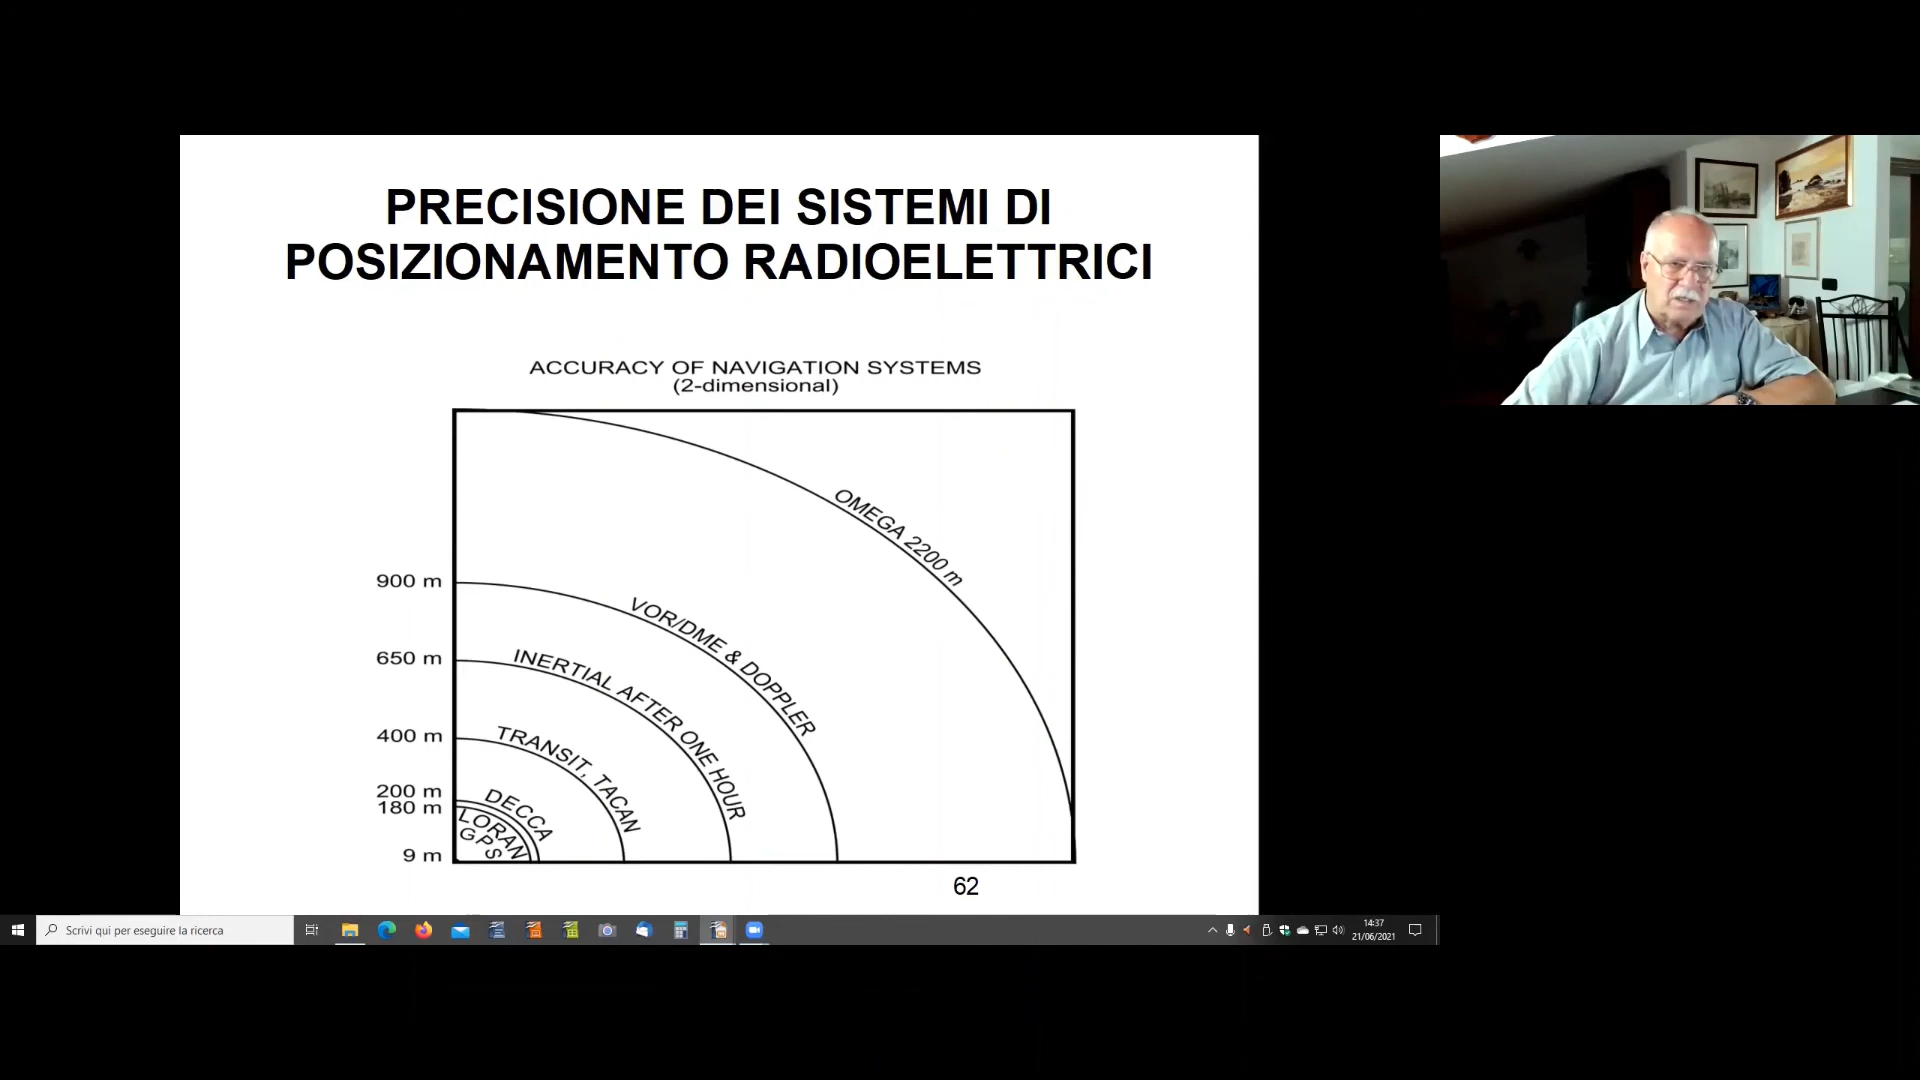 PRECISIONE DEI SISTEMI DI
POSIZIONAMENTO RADIOELETTRICI
ACCURACY OF NAVIGATION SYSTEMS
(2-dimensional)
OMEGA 2200 m
900 m
VOR/DME & DOPPLER
650 m
INERTIAL AFTER ONE HOUR
400 m
TRANSIT, TACAN
200 m
DECCA
180 m
LORAN
GPS
9 m
62
Scrivi qui per eseguire la ricerca
14:37
21/06/2021